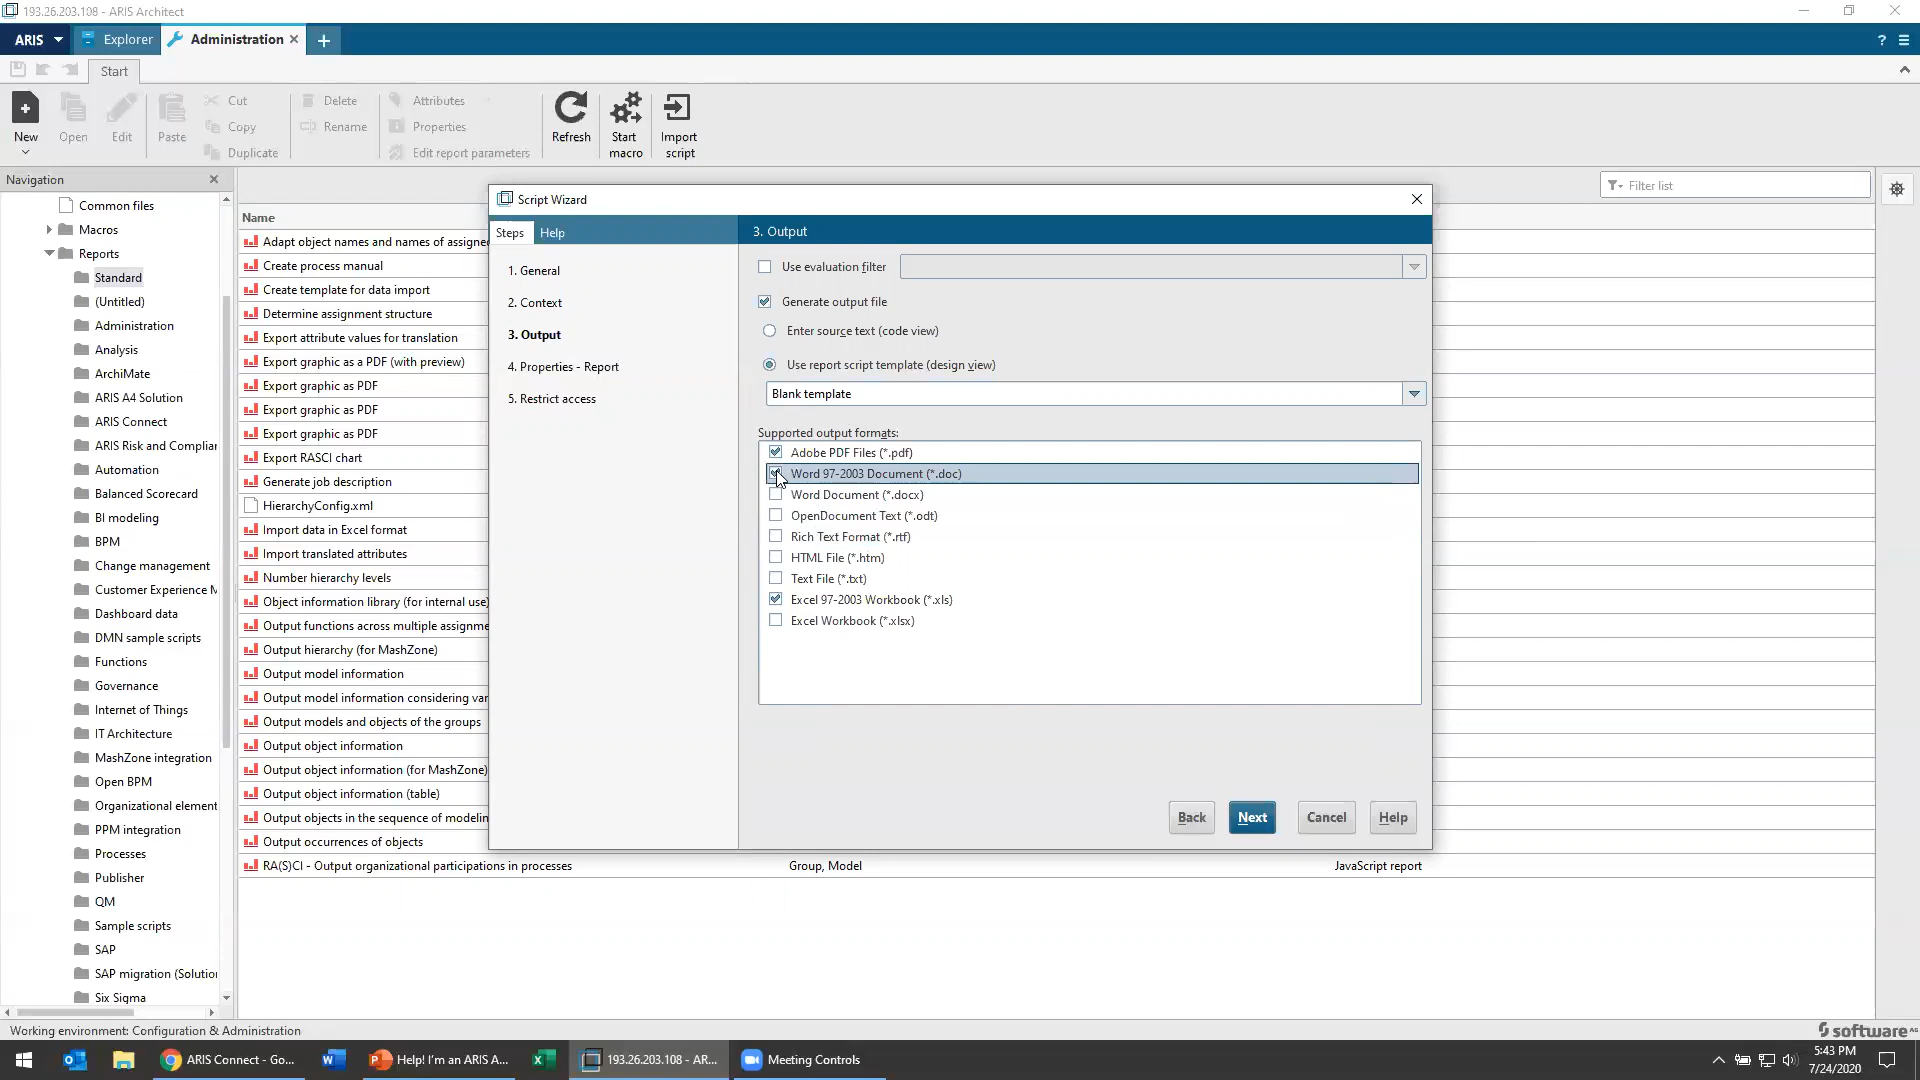 193.26.203.108 - ARIS Architect
ARIS
Explorer
Administration
Start
New
Open
Edit
Paste
Cut
Copy
Duplicate
Delete
Rename
Attributes
Properties
Edit report parameters
Refresh
Start macro
Import script
Navigation
Filter list
Common files
Macros
Reports
Standard
(Untitled)
Administration
Analysis
ArchiMate
ARIS A4 Solution
ARIS Connect
ARIS Risk and Complian
Automation
Balanced Scorecard
BI modeling
BPM
Change management
Customer Experience M
Dashboard data
DMN sample scripts
Functions
Governance
Internet of Things
IT Architecture
MashZone integration
Open BPM
Organizational element
PPM integration
Processes
Publisher
QM
Sample scripts
SAP
SAP migration (Solution
Six Sigma
Name
Adapt object names and names of assigne
Create process manual
Create template for data import
Determine assignment structure
Export attribute values for translation
Export graphic as a PDF (with preview)
Export graphic as PDF
Export graphic as PDF
Export graphic as PDF
Export RASCI chart
Generate job description
HierarchyConfig.xml
Import data in Excel format
Import translated attributes
Number hierarchy levels
Object information library (for internal use)
Output functions across multiple assignme
Output hierarchy (for MashZone)
Output model information
Output model information considering var
Output models and objects of the groups
Output object information
Output object information (for MashZone)
Output object information (table)
Output objects in the sequence of modelin
Output occurrences of objects
RA(S)CI - Output organizational participations in processes Group, Model JavaScript report
Script Wizard
Steps
Help
1. General
2. Context
3. Output
4. Properties - Report
5. Restrict access
3. Output
Use evaluation filter
Generate output file
Enter source text (code view)
Use report script template (design view)
Blank template
Supported output formats:
Adobe PDF Files (*.pdf)
Word 97-2003 Document (*.doc)
Word Document (*.docx)
OpenDocument Text (*.odt)
Rich Text Format (*.rtf)
HTML File (*.htm)
Text File (*.txt)
Excel 97-2003 Workbook (*.xls)
Excel Workbook (*.xlsx)
Back
Next
Cancel
Help
Working environment: Configuration & Administration
software AG
ARIS Connect - Go...
Help! I'm an ARIS A...
193.26.203.108 - AR...
Meeting Controls
5:43 PM
7/24/2020